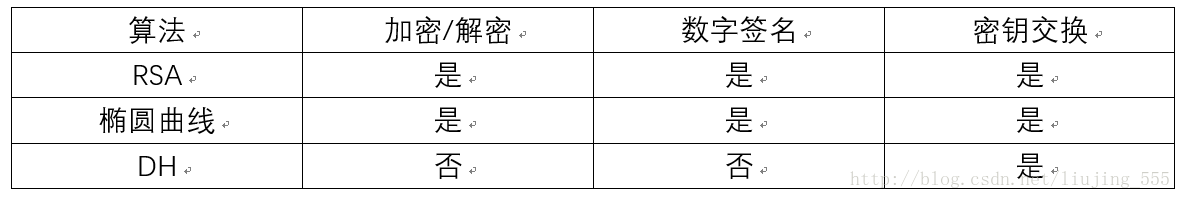 算法 加密/解密 数字签名 密钥交换
RSA 是 是 是
椭圆曲线 是 是 是
DH 否 否 是
http://blog.csdn.net/liujing_555